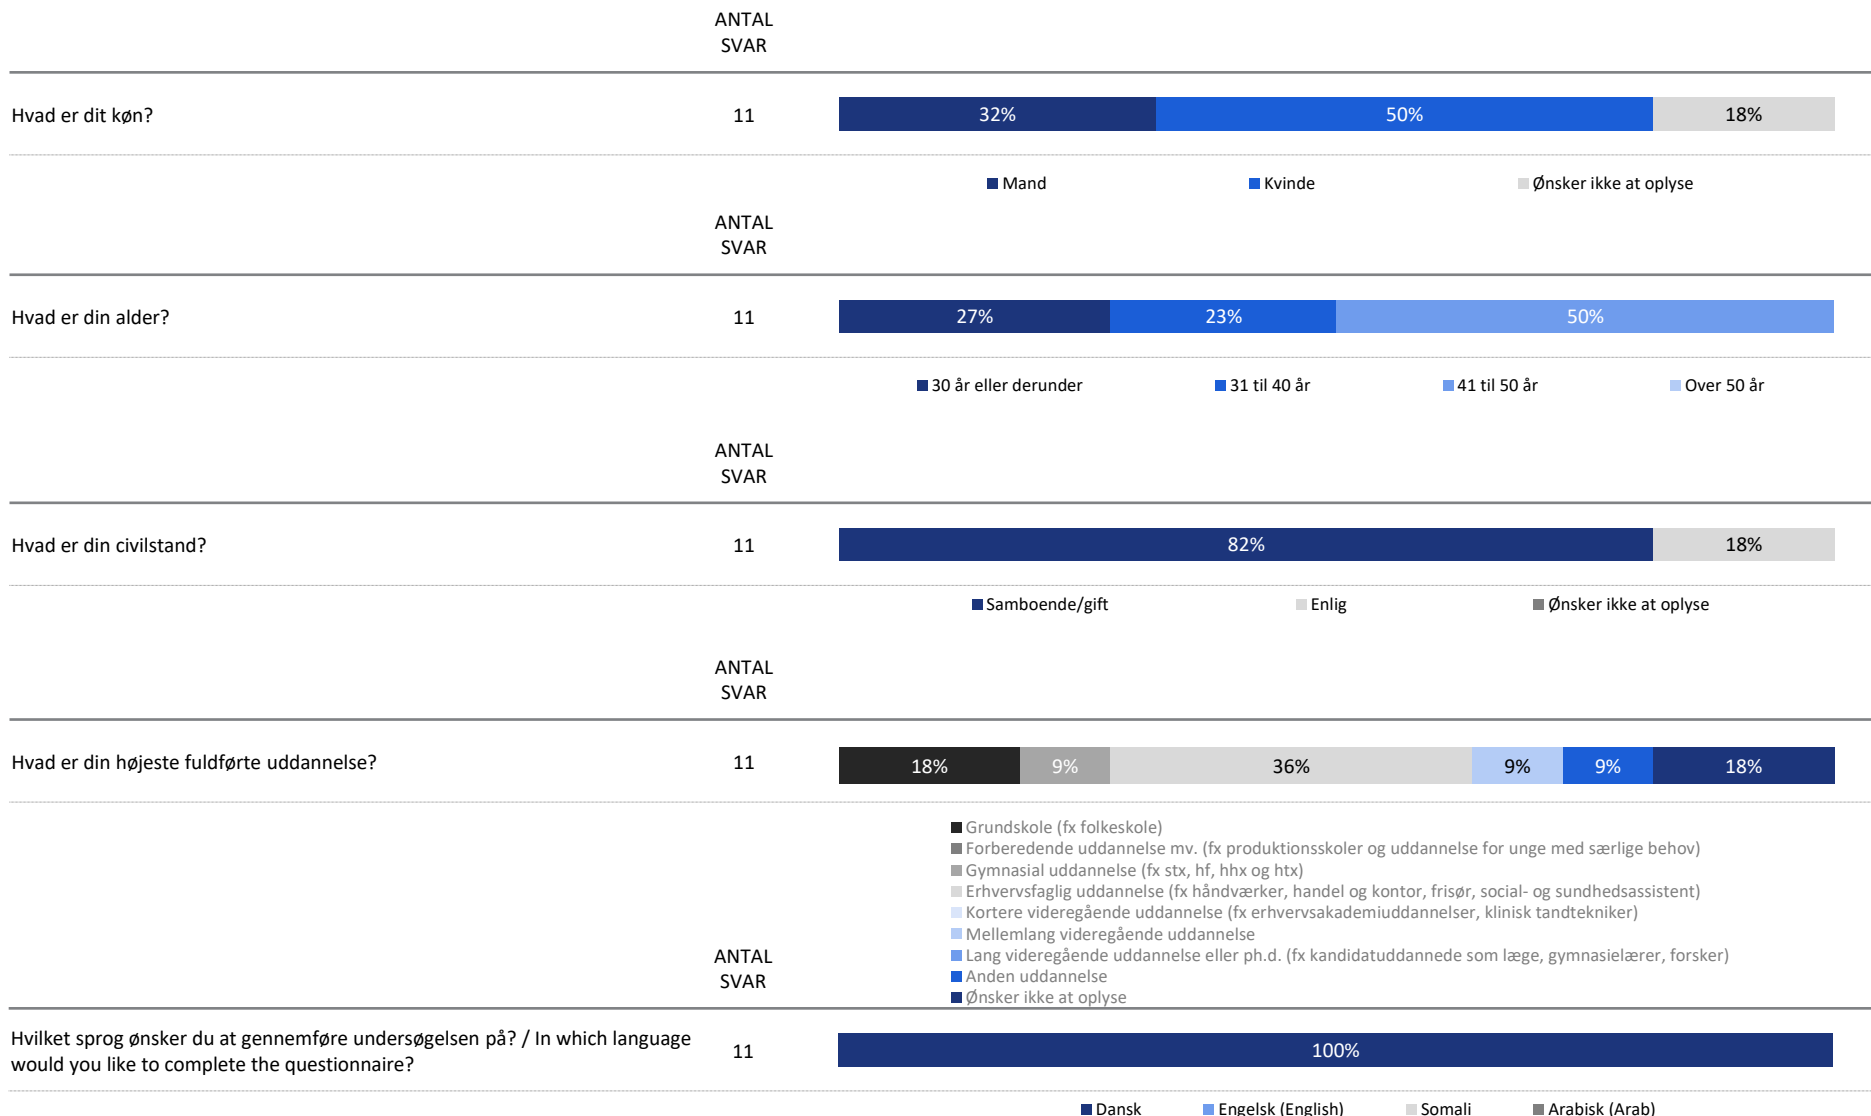 ANTAL
SVAR
Hvad er dit køn?
11
32%
50%
18%
Mand
Kvinde
Ønsker ikke at oplyse
ANTAL
SVAR
Hvad er din alder?
11
27%
23%
50%
30 år eller derunder
31 til 40 år
41 til 50 år
Over 50 år
ANTAL
SVAR
Hvad er din civilstand?
11
82%
18%
Samboende/gift
Enlig
Ønsker ikke at oplyse
ANTAL
SVAR
Hvad er din højeste fuldførte uddannelse?
11
18%
9%
36%
9%
9%
18%
Grundskole (fx folkeskole)
Forberedende uddannelse mv. (fx produktionsskoler og uddannelse for unge med særlige behov)
Gymnasial uddannelse (fx stx, hf, hhx og htx)
Erhvervsfaglig uddannelse (fx håndværker, handel og kontor, frisør, social- og sundhedsassistent)
Kortere videregående uddannelse (fx erhvervsakademiuddannelser, klinisk tandtekniker)
Mellemlang videregående uddannelse
Lang videregående uddannelse eller ph.d. (fx kandidatuddannede som læge, gymnasielærer, forsker)
Anden uddannelse
Ønsker ikke at oplyse
ANTAL
SVAR
Hvilket sprog ønsker du at gennemføre undersøgelsen på? / In which language
would you like to complete the questionnaire?
11
100%
Dansk
Engelsk (English)
Somali
Arabisk (Arab)